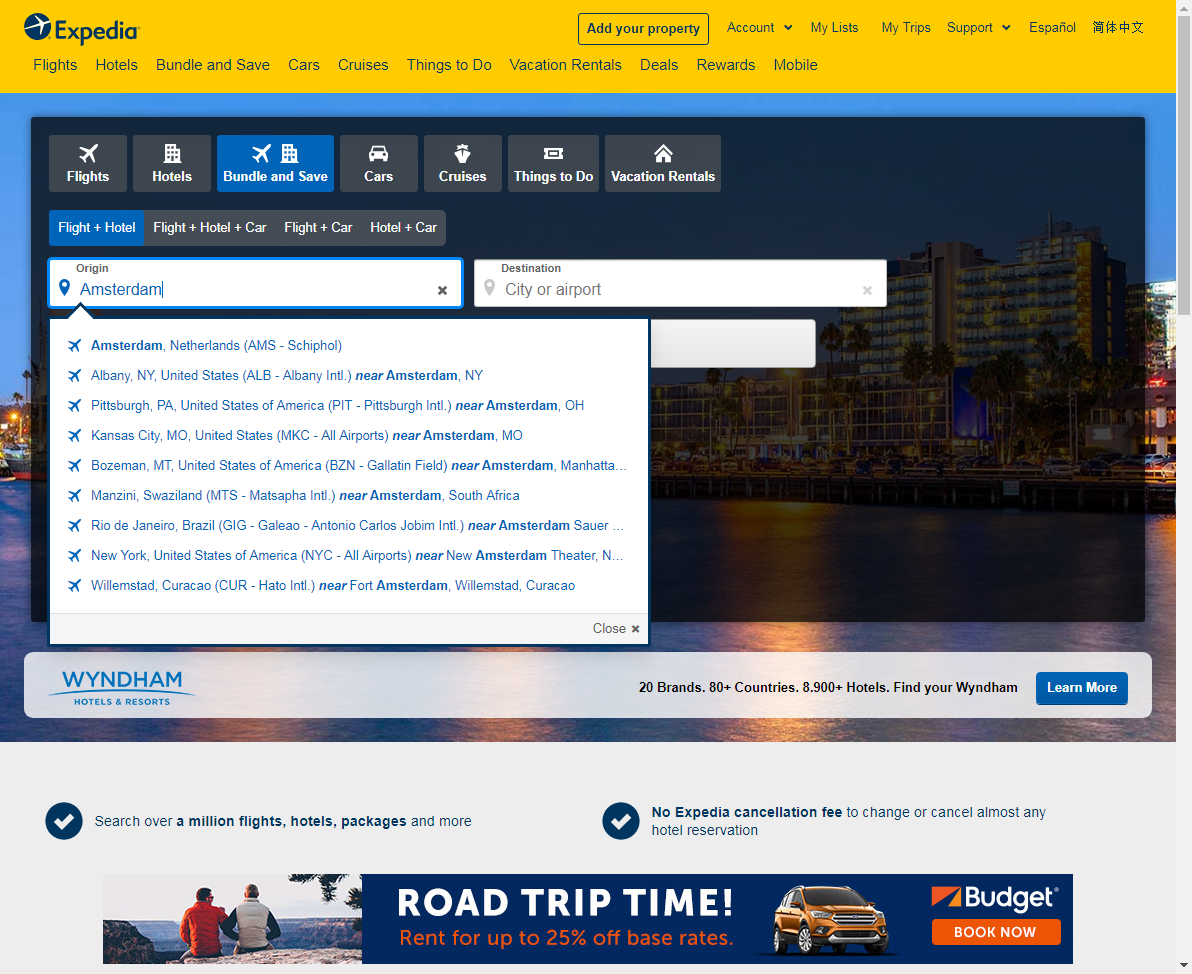 Expedia
Add your property
Account
My Lists
My Trips
Support
Español
简体中文
Flights
Hotels
Bundle and Save
Cars
Cruises
Things to Do
Vacation Rentals
Deals
Rewards
Mobile
Flights
Hotels
Bundle and Save
Cars
Cruises
Things to Do
Vacation Rentals
Flight + Hotel
Flight + Hotel + Car
Flight + Car
Hotel + Car
Origin
Amsterdam
Destination
City or airport
Amsterdam, Netherlands (AMS - Schiphol)
Albany, NY, United States (ALB - Albany Intl.) near Amsterdam, NY
Pittsburgh, PA, United States of America (PIT - Pittsburgh Intl.) near Amsterdam, OH
Kansas City, MO, United States (MKC - All Airports) near Amsterdam, MO
Bozeman, MT, United States of America (BZN - Gallatin Field) near Amsterdam, Manhatta...
Manzini, Swaziland (MTS - Matsapha Intl.) near Amsterdam, South Africa
Rio de Janeiro, Brazil (GIG - Galeao - Antonio Carlos Jobim Intl.) near Amsterdam Sauer ...
New York, United States of America (NYC - All Airports) near New Amsterdam Theater, N...
Willemstad, Curacao (CUR - Hato Intl.) near Fort Amsterdam, Willemstad, Curacao
Close
WYNDHAM
HOTELS & RESORTS
20 Brands. 80+ Countries. 8.900+ Hotels. Find your Wyndham
Learn More
Search over a million flights, hotels, packages and more
No Expedia cancellation fee to change or cancel almost any
hotel reservation
ROAD TRIP TIME!
Rent for up to 25% off base rates.
Budget
BOOK NOW